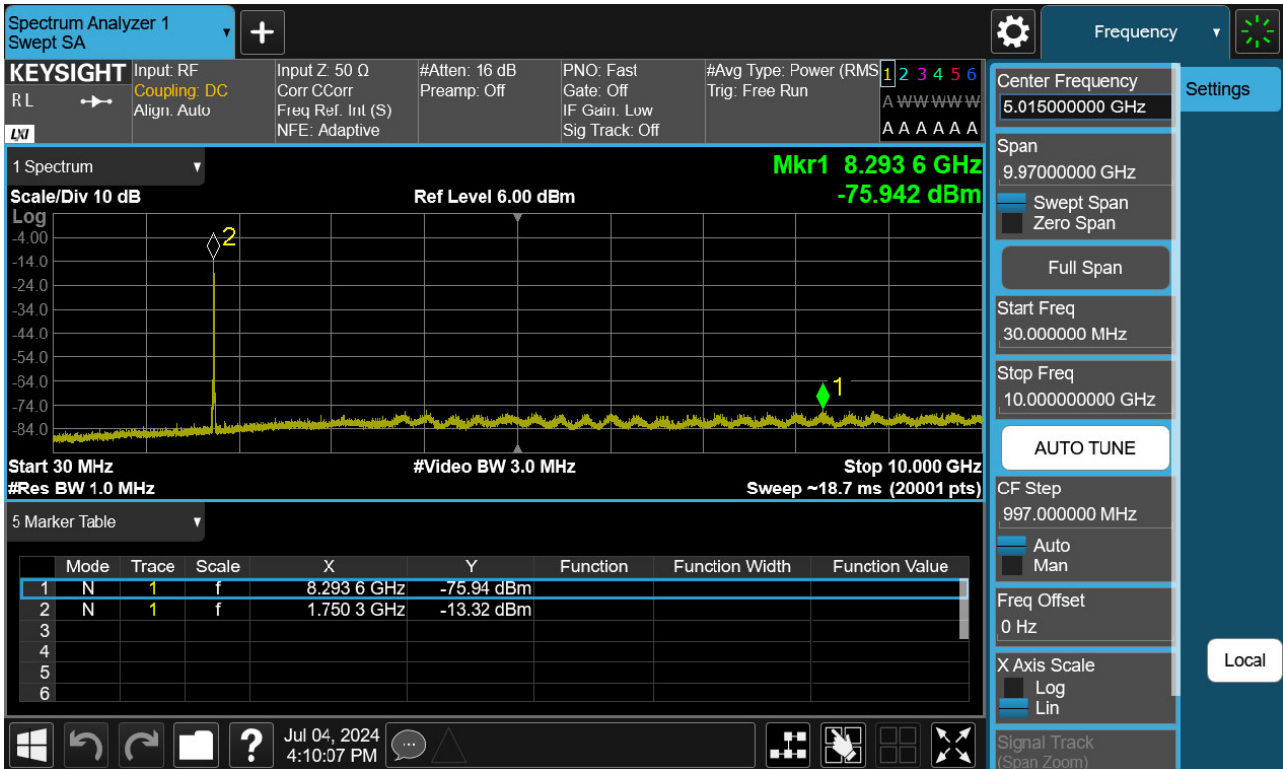 Spectrum Analyzer 1
Swept SA
+
Frequency
KEYSIGHT
R L
LXI
Input: RF
Coupling: DC
Align: Auto
Input Z: 50 Ω
Corr CCorr
Freq Ref: Int (S)
NFE: Adaptive
#Atten: 16 dB
Preamp: Off
PNO: Fast
Gate: Off
IF Gain: Low
Sig Track: Off
#Avg Type: Power (RMS
Trig: Free Run
1 2 3 4 5 6
A W W W W W
A A A A A A
1 Spectrum
Scale/Div 10 dB
Ref Level 6.00 dBm
Mkr1 8.293 6 GHz
-75.942 dBm
Log
-4.00
-14.0
-24.0
-34.0
-44.0
-54.0
-64.0
-74.0
-84.0
2
1
Start 30 MHz
#Video BW 3.0 MHz
Stop 10.000 GHz
#Res BW 1.0 MHz
Sweep ~18.7 ms (20001 pts)
5 Marker Table
Mode Trace Scale X Y Function Function Width Function Value
1 N 1 f 8.293 6 GHz -75.94 dBm
2 N 1 f 1.750 3 GHz -13.32 dBm
3
4
5
6
Jul 04, 2024
4:10:07 PM
?
Center Frequency
5.015000000 GHz
Settings
Span
9.97000000 GHz
Swept Span
Zero Span
Full Span
Start Freq
30.000000 MHz
Stop Freq
10.000000000 GHz
AUTO TUNE
CF Step
997.000000 MHz
Auto
Man
Freq Offset
0 Hz
X Axis Scale
Log
Lin
Local
Signal Track
(Span Zoom)